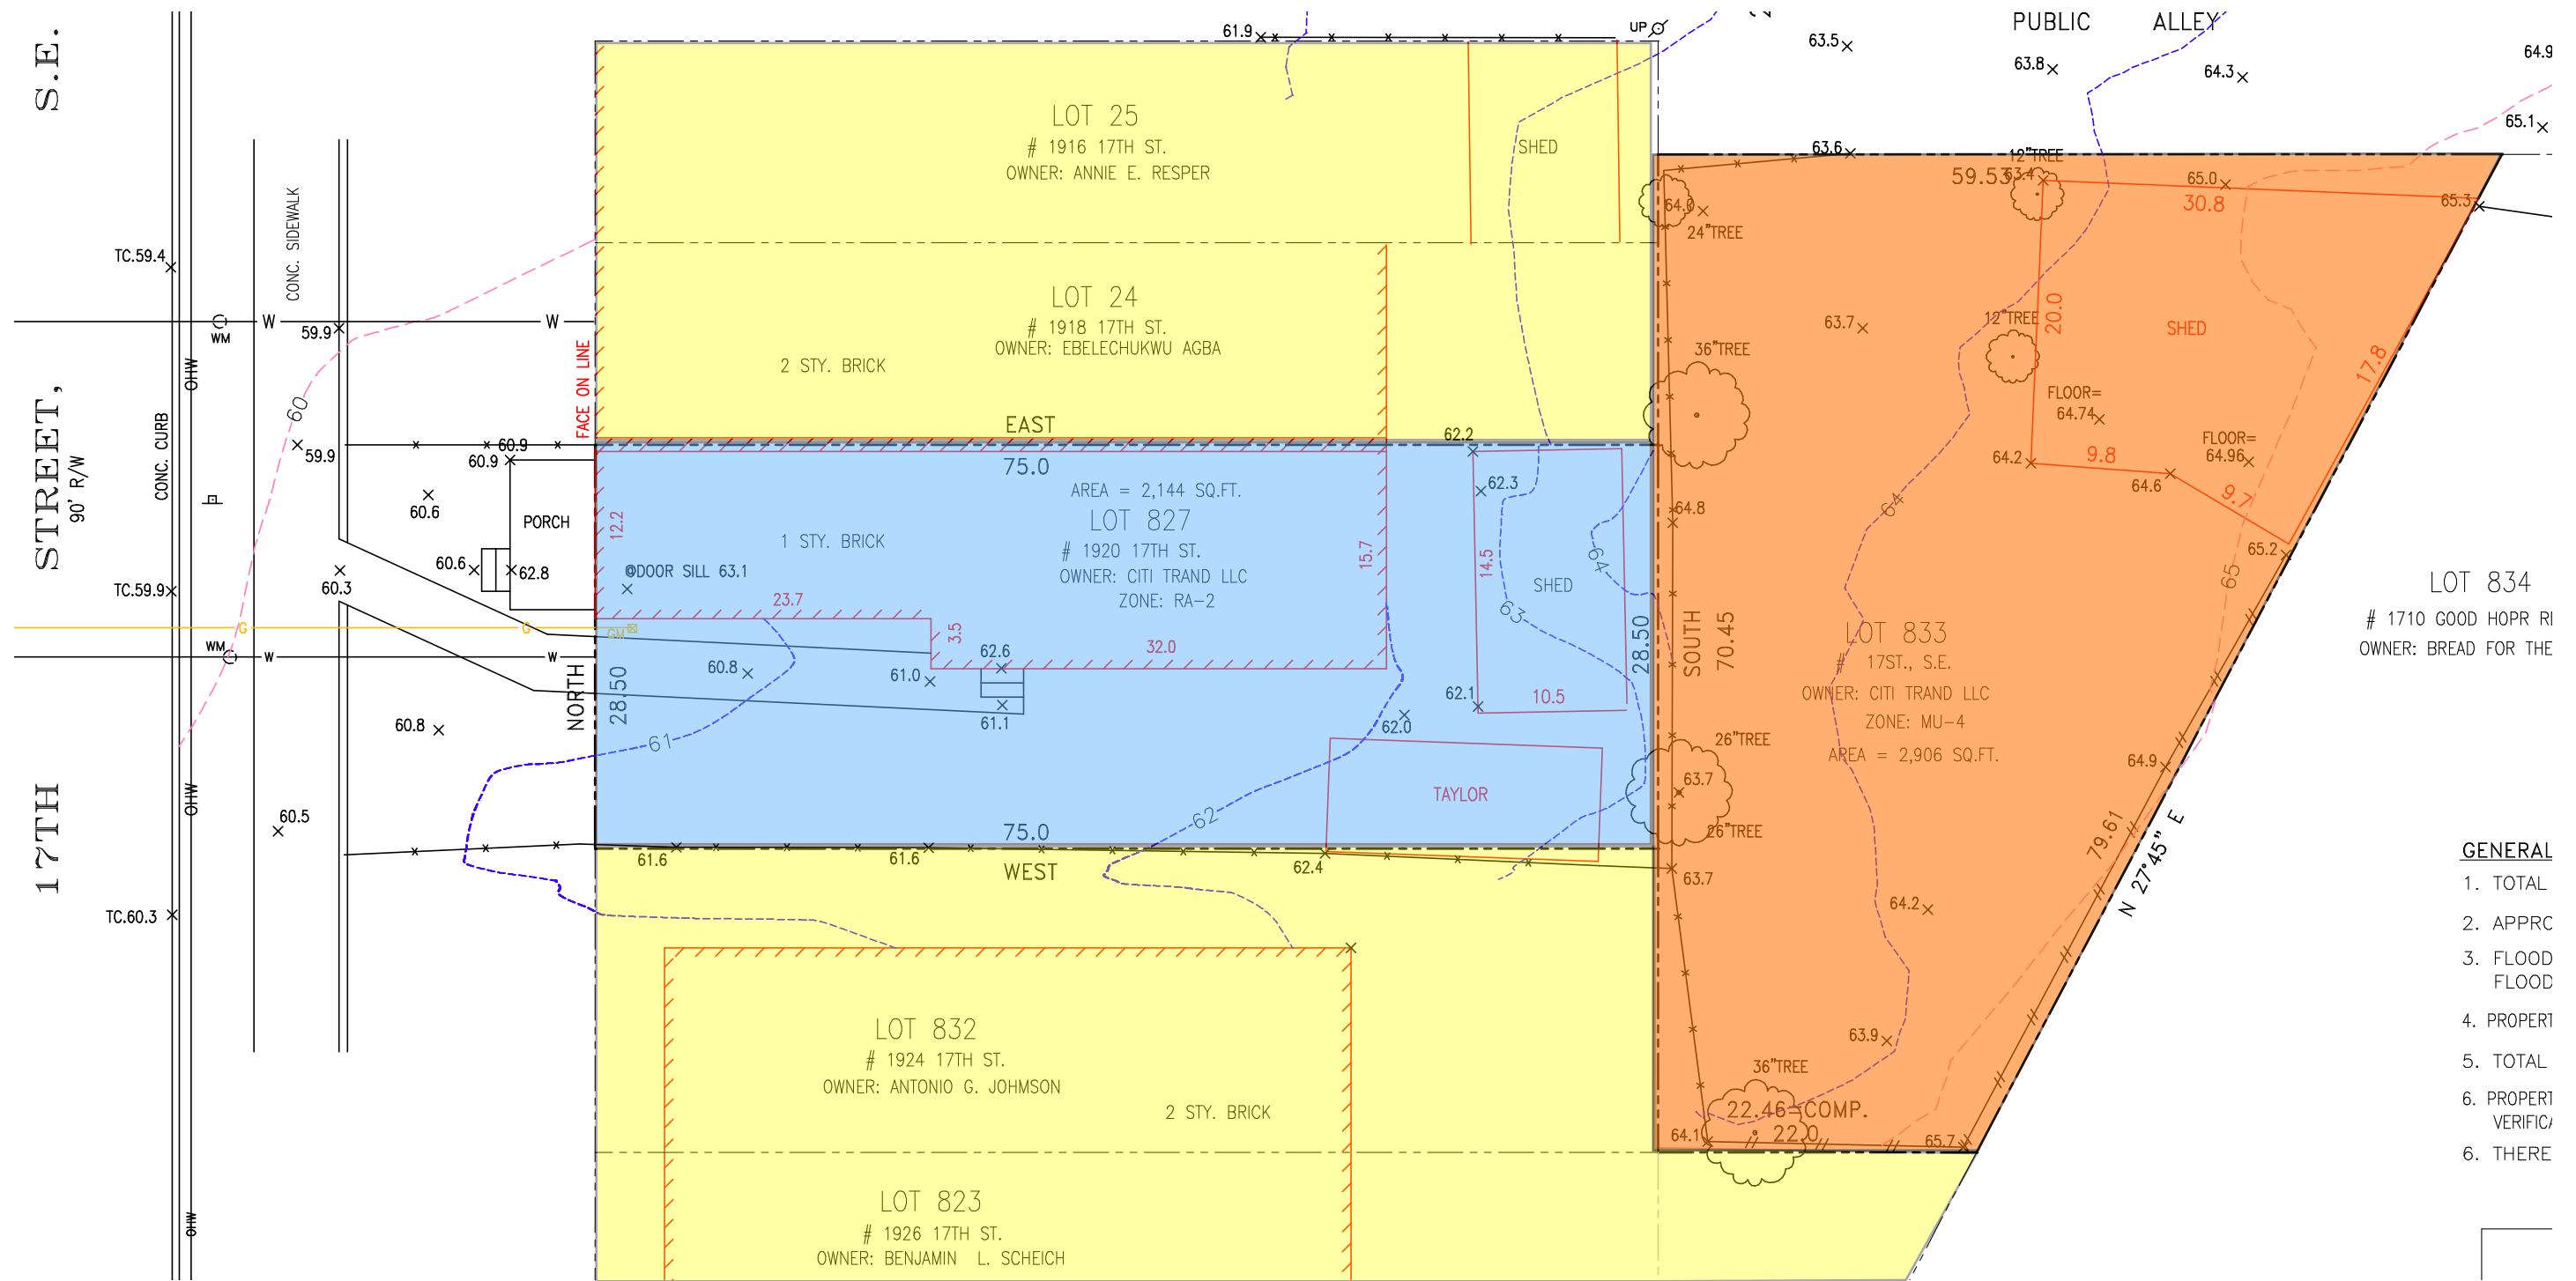 S.E.
STREET,
90' R/W
17TH
CONC. CURB
CONC. SIDEWALK
OHW
OHW
OHW
TC.59.4
TC.59.9
TC.60.3
WM
WM
W
W
W
W
G
G
GM
59.9
59.9
60
60.9
60.9
60.6
60.6
62.8
60.3
60.8
60.5
PORCH
FACE ON LINE
NORTH
28.50
61.9
UP
LOT 25
# 1916 17TH ST.
OWNER: ANNIE E. RESPER
SHED
LOT 24
# 1918 17TH ST.
OWNER: EBELECHUKWU AGBA
2 STY. BRICK
EAST
75.0
62.2
62.3
AREA = 2,144 SQ.FT.
LOT 827
# 1920 17TH ST.
OWNER: CITI TRAND LLC
ZONE: RA-2
1 STY. BRICK
12.2
@DOOR SILL 63.1
23.7
3.5
32.0
15.7
14.5
SHED
10.5
64
63
62.6
61.0
60.8
61.1
62.1
62.0
61
62
TAYLOR
75.0
WEST
61.6
61.6
62.4
63.7
28.50
SOUTH
70.45
LOT 832
# 1924 17TH ST.
OWNER: ANTONIO G. JOHMSON
2 STY. BRICK
LOT 823
# 1926 17TH ST.
OWNER: BENJAMIN L. SCHEICH
PUBLIC ALLEY
63.5
63.8
64.3
64.9
65.1
63.6
12"TREE
59.53
63.4
65.0
30.8
65.3
64.0
24"TREE
20.0
12"TREE
SHED
17.8
63.7
36"TREE
FLOOR=
64.74
FLOOR=
64.96
64.2
9.8
64.6
9.7
65.2
64.8
64
65
LOT 833
# 17ST., S.E.
OWNER: CITI TRAND LLC
ZONE: MU-4
AREA = 2,906 SQ.FT.
26"TREE
63.7
26"TREE
64.9
79.61
N 27°45" E
64.2
63.9
36"TREE
22.46=COMP.
22.0
64.1
65.7
LOT 834
# 1710 GOOD HOPR
OWNER: BREAD FOR THE
GENERAL
1. TOTAL
2.
3. FLOOD
FLOOD
4.
5. TOTAL
6.
6. THERE